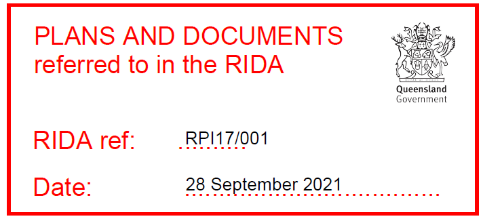 PLANS AND DOCUMENTS
referred to in the RIDA
Queensland
Government
RIDA ref: RPI17/001
Date: 28 September 2021